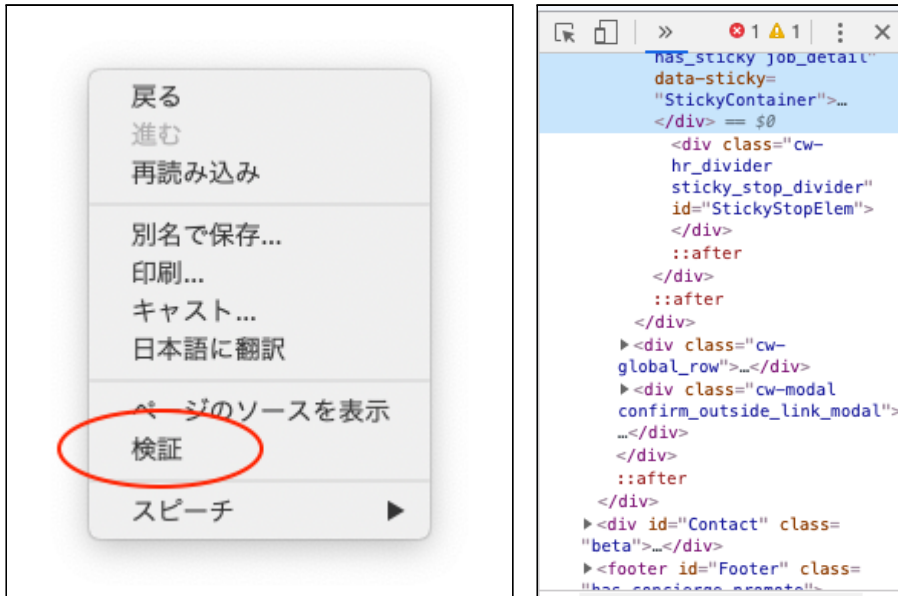 戻る
進む
再読み込み
別名で保存...
印刷...
キャスト...
日本語に翻訳
ページのソースを表示
検証
スピーチ ▶
» 1 1 ⋮ ×
has_sticky job_detail"
data-sticky=
"StickyContainer">…
</div> == $0
<div class="cw-
hr_divider
sticky_stop_divider"
id="StickyStopElem">
</div>
::after
</div>
::after
</div>
▶<div class="cw-
global_row">…</div>
▶<div class="cw-modal
confirm_outside_link_modal">
…</div>
</div>
::after
</div>
▶<div id="Contact" class=
"beta">…</div>
▶<footer id="Footer" class=
"has_concierge_promote">